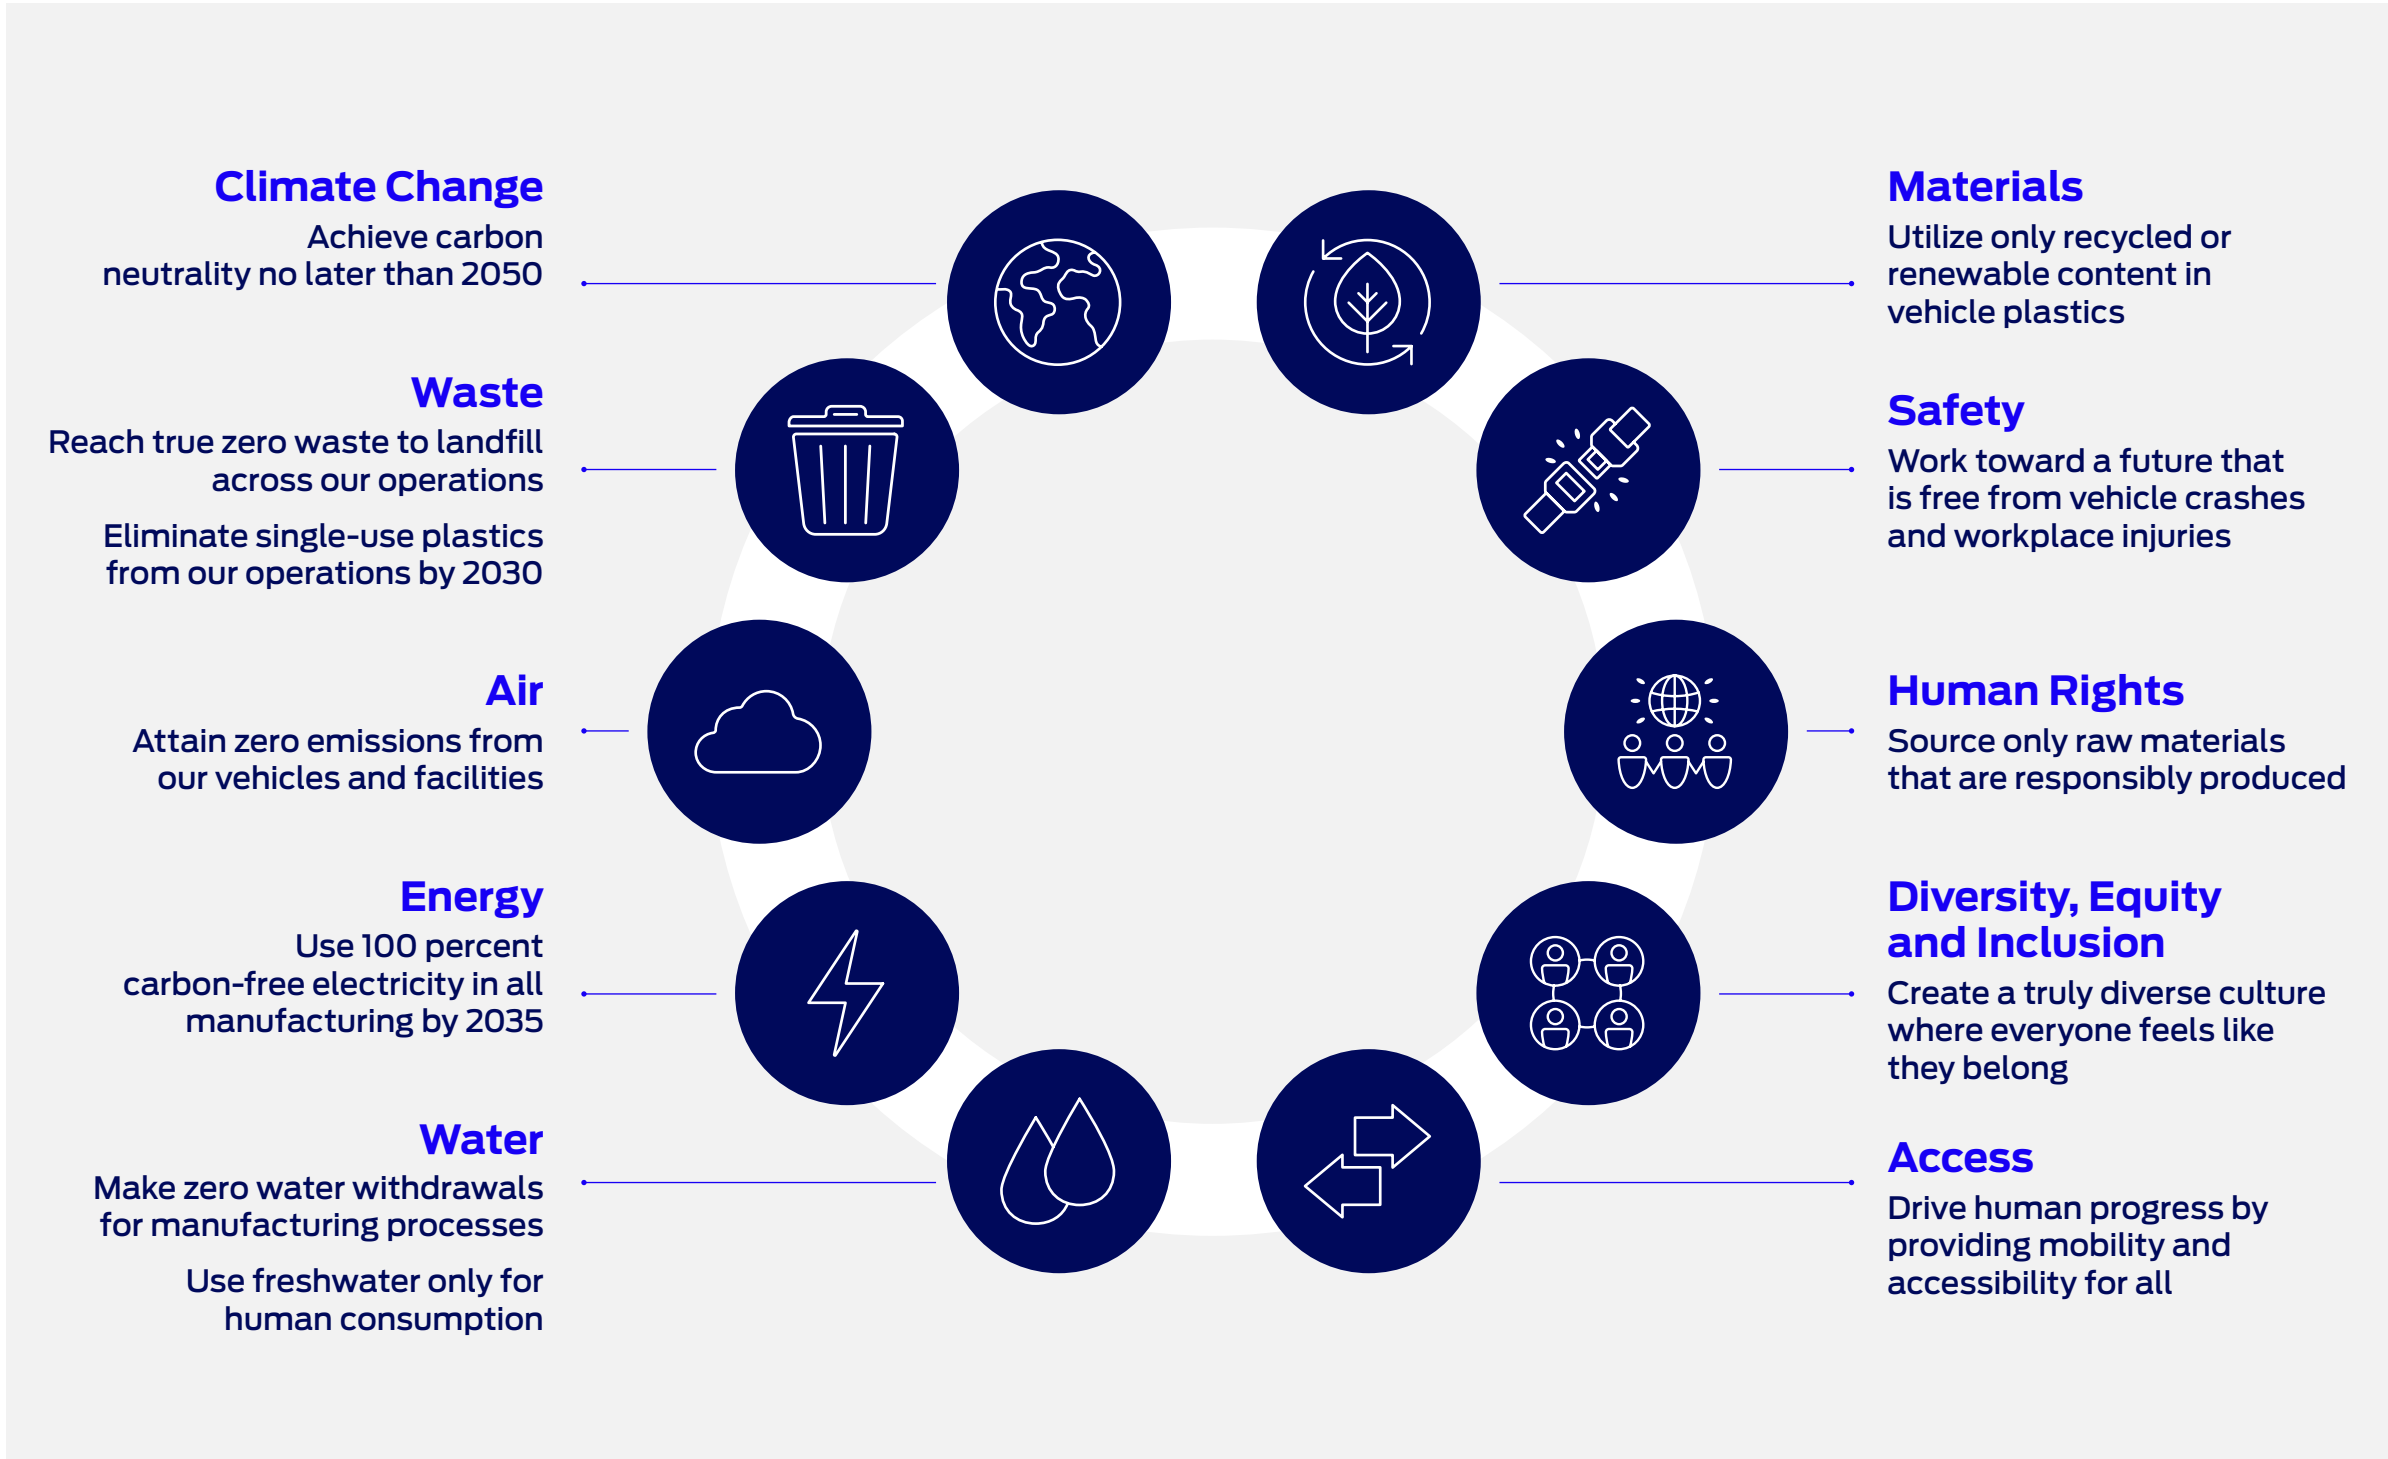 Climate Change
Achieve carbon
neutrality no later than 2050
Waste
Reach true zero waste to landfill
across our operations
Eliminate single-use plastics
from our operations by 2030
Air
Attain zero emissions from
our vehicles and facilities
Energy
Use 100 percent
carbon-free electricity in all
manufacturing by 2035
Water
Make zero water withdrawals
for manufacturing processes
Use freshwater only for
human consumption
Materials
Utilize only recycled or
renewable content in
vehicle plastics
Safety
Work toward a future that
is free from vehicle crashes
and workplace injuries
Human Rights
Source only raw materials
that are responsibly produced
Diversity, Equity
and Inclusion
Create a truly diverse culture
where everyone feels like
they belong
Access
Drive human progress by
providing mobility and
accessibility for all